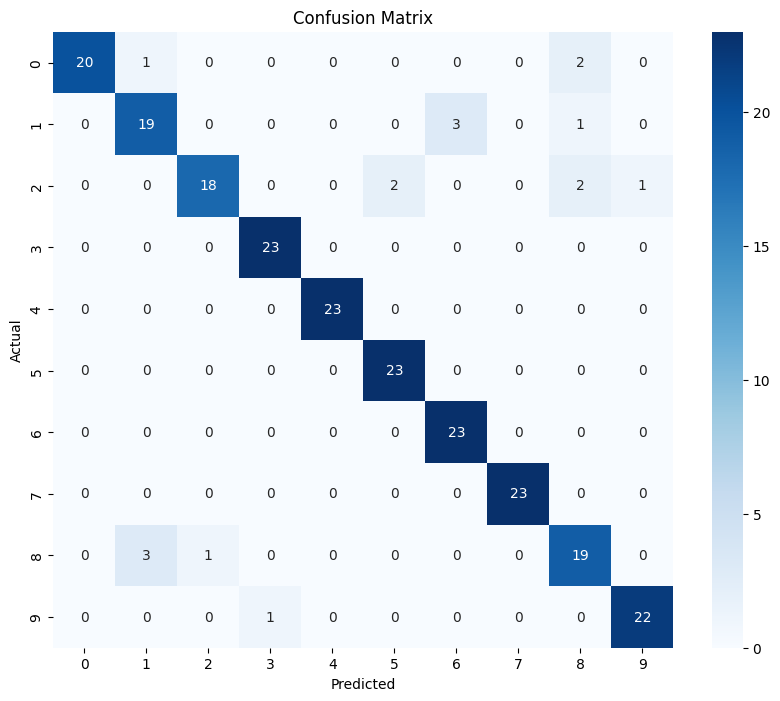 Confusion Matrix
0 20 1 0 0 0 0 0 0 2 0
1 0 19 0 0 0 0 3 0 1 0
2 0 0 18 0 0 2 0 0 2 1
3 0 0 0 23 0 0 0 0 0 0
4 0 0 0 0 23 0 0 0 0 0
5 0 0 0 0 0 23 0 0 0 0
6 0 0 0 0 0 0 23 0 0 0
7 0 0 0 0 0 0 0 23 0 0
8 0 3 1 0 0 0 0 0 19 0
9 0 0 0 1 0 0 0 0 0 22
0 1 2 3 4 5 6 7 8 9
Predicted
Actual
20
15
10
5
0